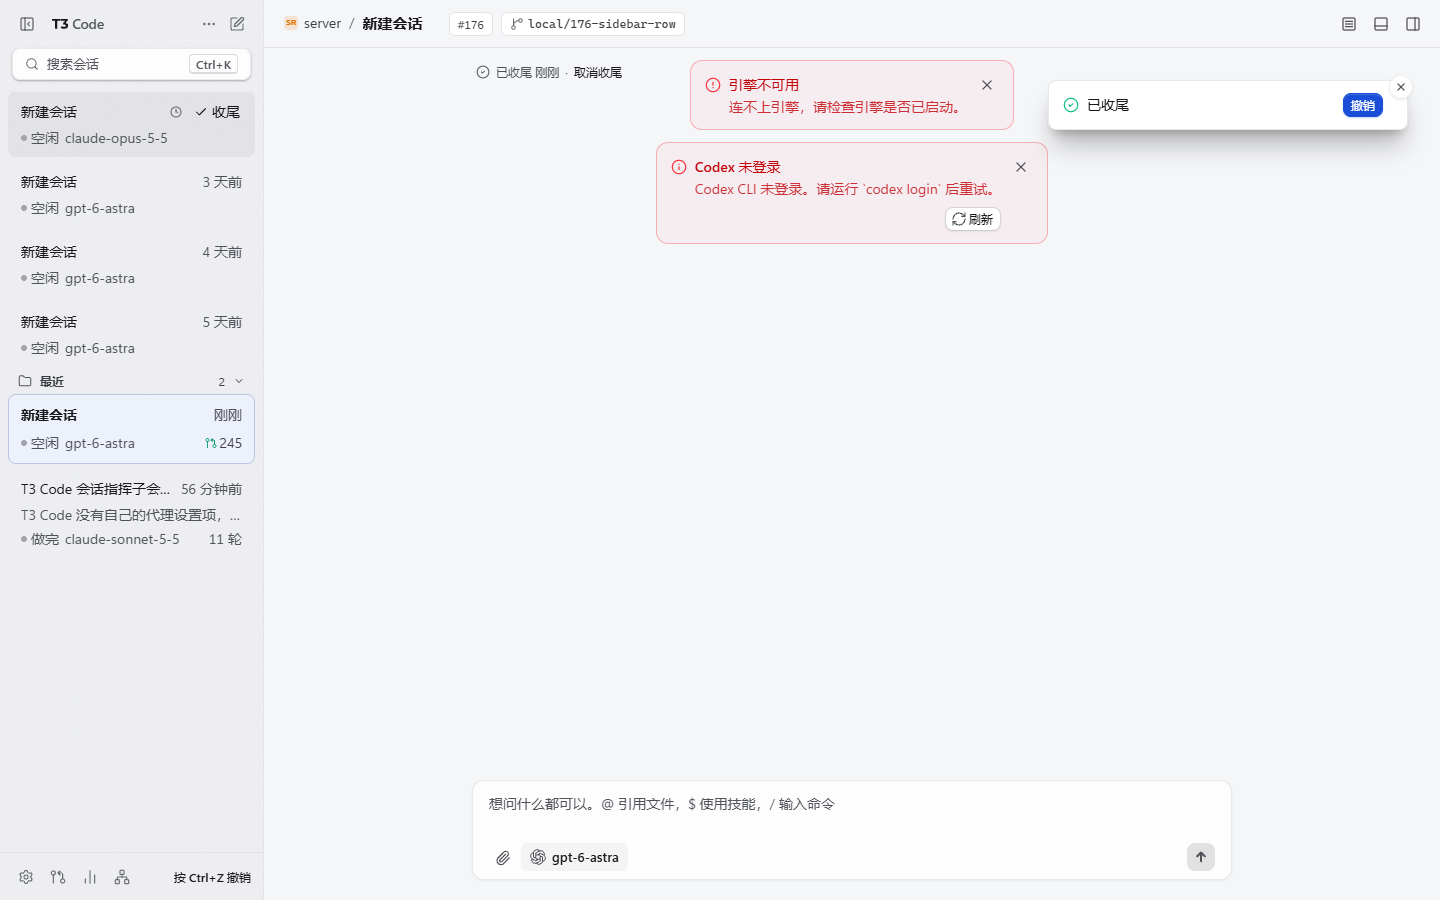 T3 Code
搜索会话 Ctrl+K
新建会话 收尾
空闲 claude-opus-5-5
新建会话 3 天前
空闲 gpt-6-astra
新建会话 4 天前
空闲 gpt-6-astra
新建会话 5 天前
空闲 gpt-6-astra
最近 2
新建会话 刚刚
空闲 gpt-6-astra 245
T3 Code 会话指挥子会... 56 分钟前
T3 Code 没有自己的代理设置项，...
做完 claude-sonnet-5-5 11 轮
按 Ctrl+Z 撤销
SR server / 新建会话 #176 local/176-sidebar-row
已收尾 刚刚 · 取消收尾
引擎不可用
连不上引擎，请检查引擎是否已启动。
Codex 未登录
Codex CLI 未登录。请运行 `codex login` 后重试。
刷新
已收尾 撤销
想问什么都可以。@ 引用文件，$ 使用技能，/ 输入命令
gpt-6-astra